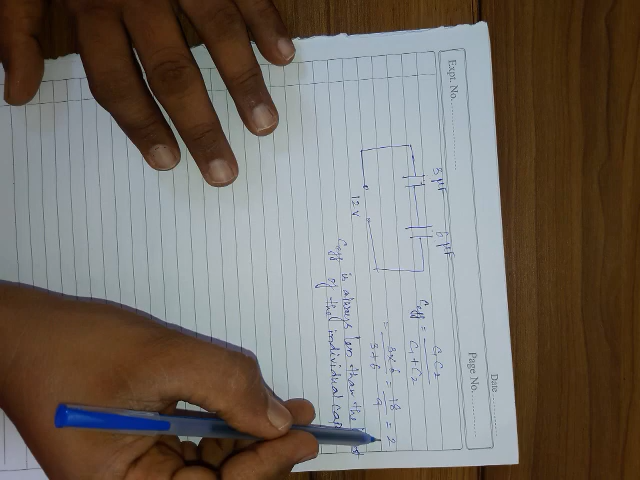 Expt. No.
Date
Page No.
3 μF 6 μF
12 V
Ceff = C1C2 / C1 + C2
= 3 x 6 / 3 + 6 = 18 / 9 = 2
Ceff is always less than the
of the individual cap